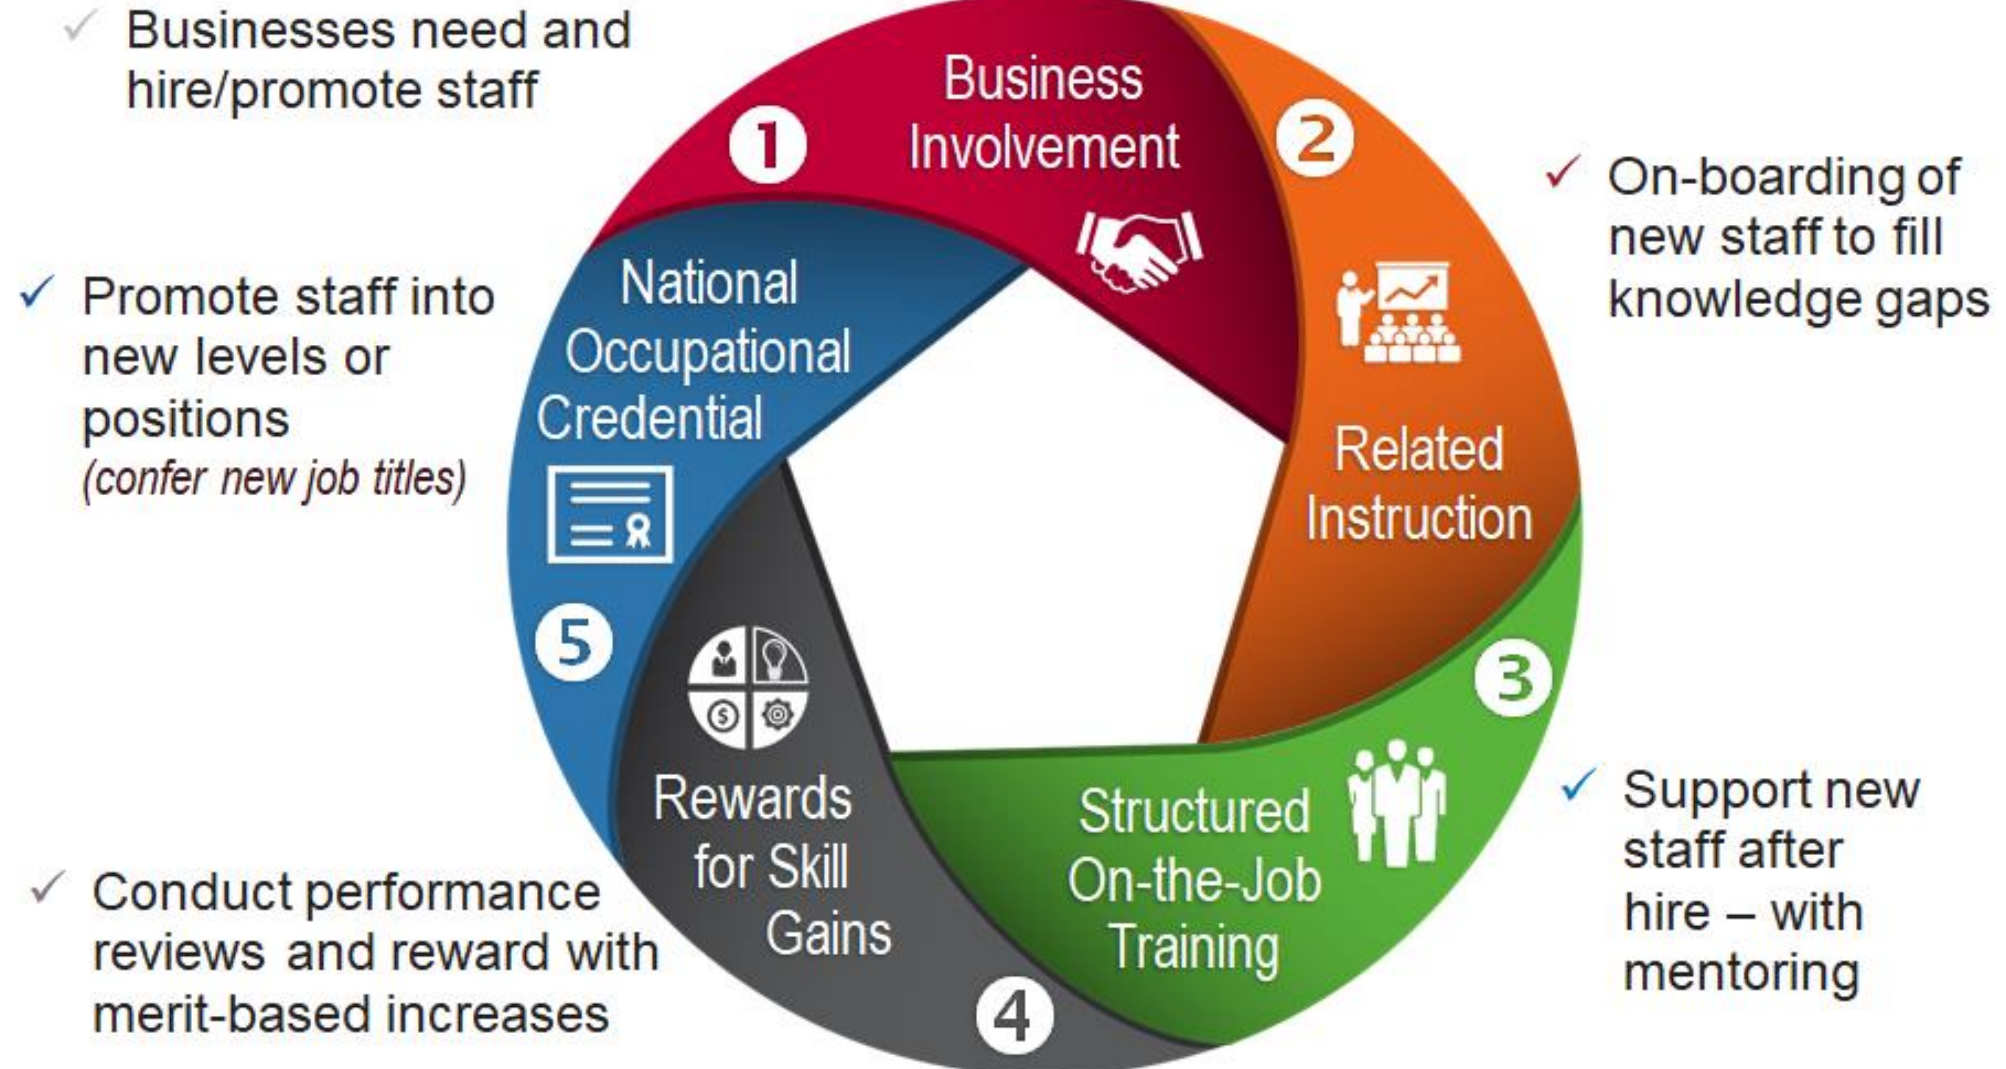 ✓ Businesses need and
hire/promote staff
1
Business
Involvement
2
✓ On-boarding of
new staff to fill
knowledge gaps
Related
Instruction
3
✓ Support new
staff after
hire – with
mentoring
Structured
On-the-Job
Training
4
Rewards
for Skill
Gains
$
✓ Conduct performance
reviews and reward with
merit-based increases
5
National
Occupational
Credential
✓ Promote staff into
new levels or
positions
(confer new job titles)